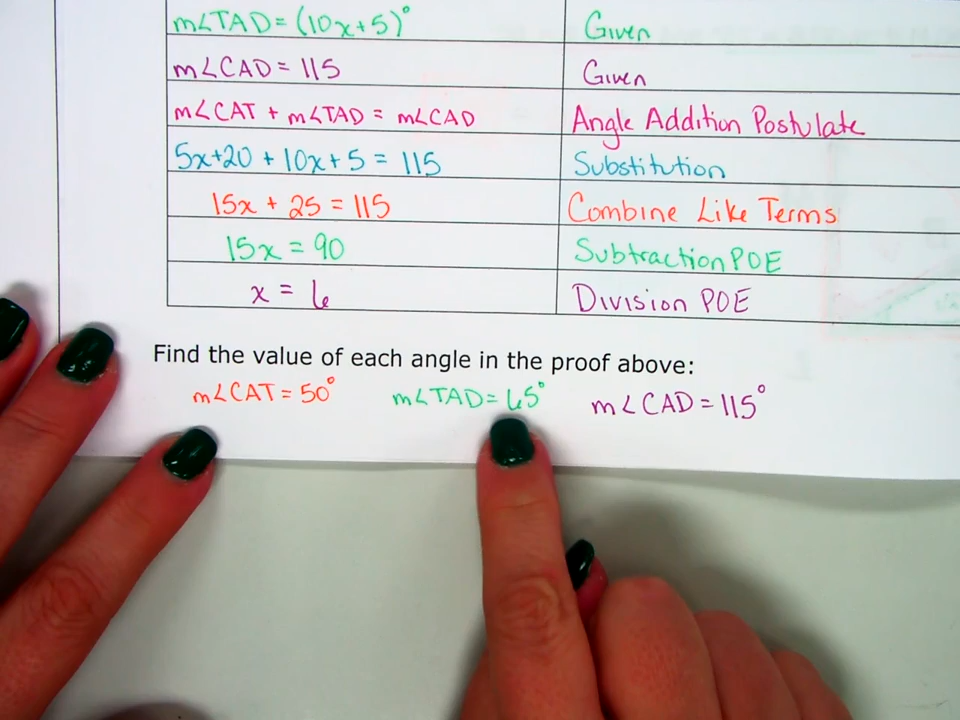 m∠TAD = (10x+5)° Given
m∠CAD = 115 Given
m∠CAT + m∠TAD = m∠CAD Angle Addition Postulate
5x+20 + 10x+5 = 115 Substitution
15x + 25 = 115 Combine Like Terms
15x = 90 Subtraction POE
x = 6 Division POE
Find the value of each angle in the proof above:
m∠CAT = 50° m∠TAD = 65° m∠CAD = 115°